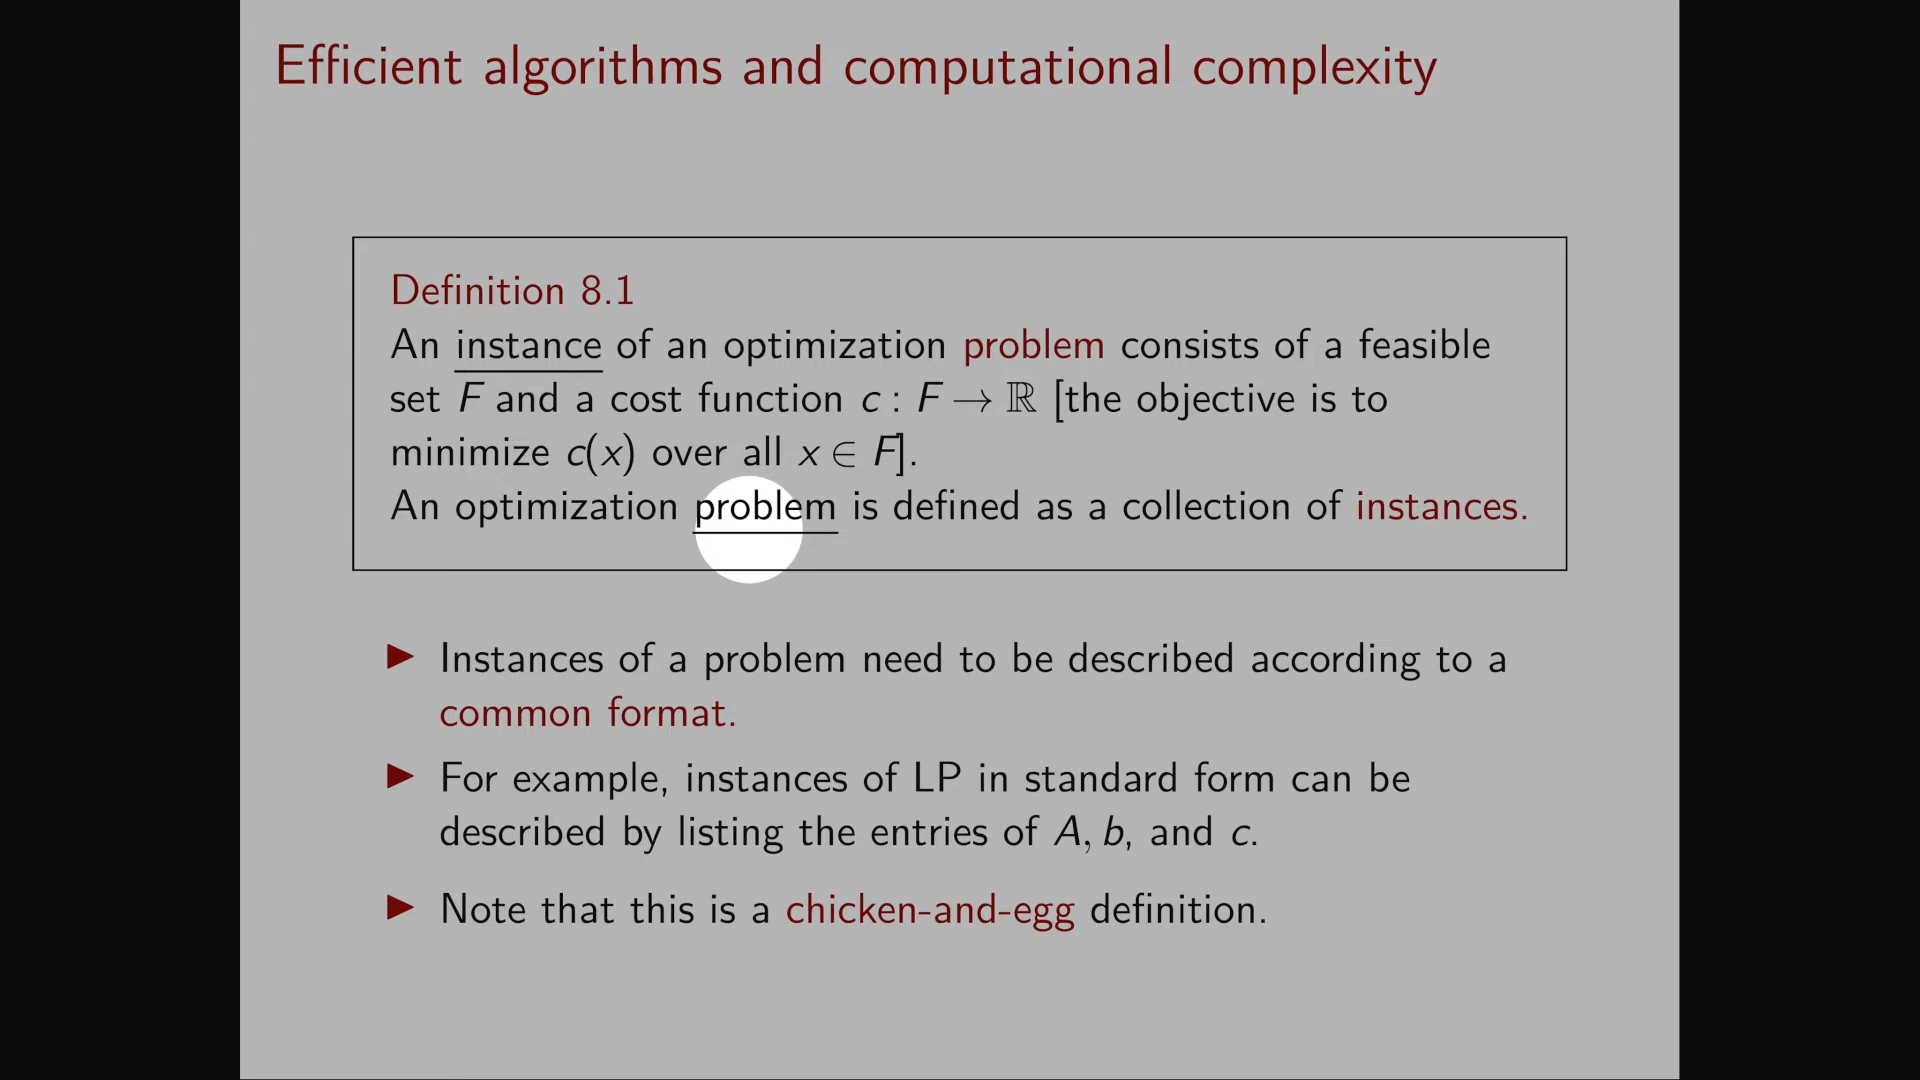 Efficient algorithms and computational complexity
Definition 8.1
An instance of an optimization problem consists of a feasible
set F and a cost function c : F → ℝ [the objective is to
minimize c(x) over all x ∈ F].
An optimization problem is defined as a collection of instances.
▶ Instances of a problem need to be described according to a
common format.
▶ For example, instances of LP in standard form can be
described by listing the entries of A, b, and c.
▶ Note that this is a chicken-and-egg definition.